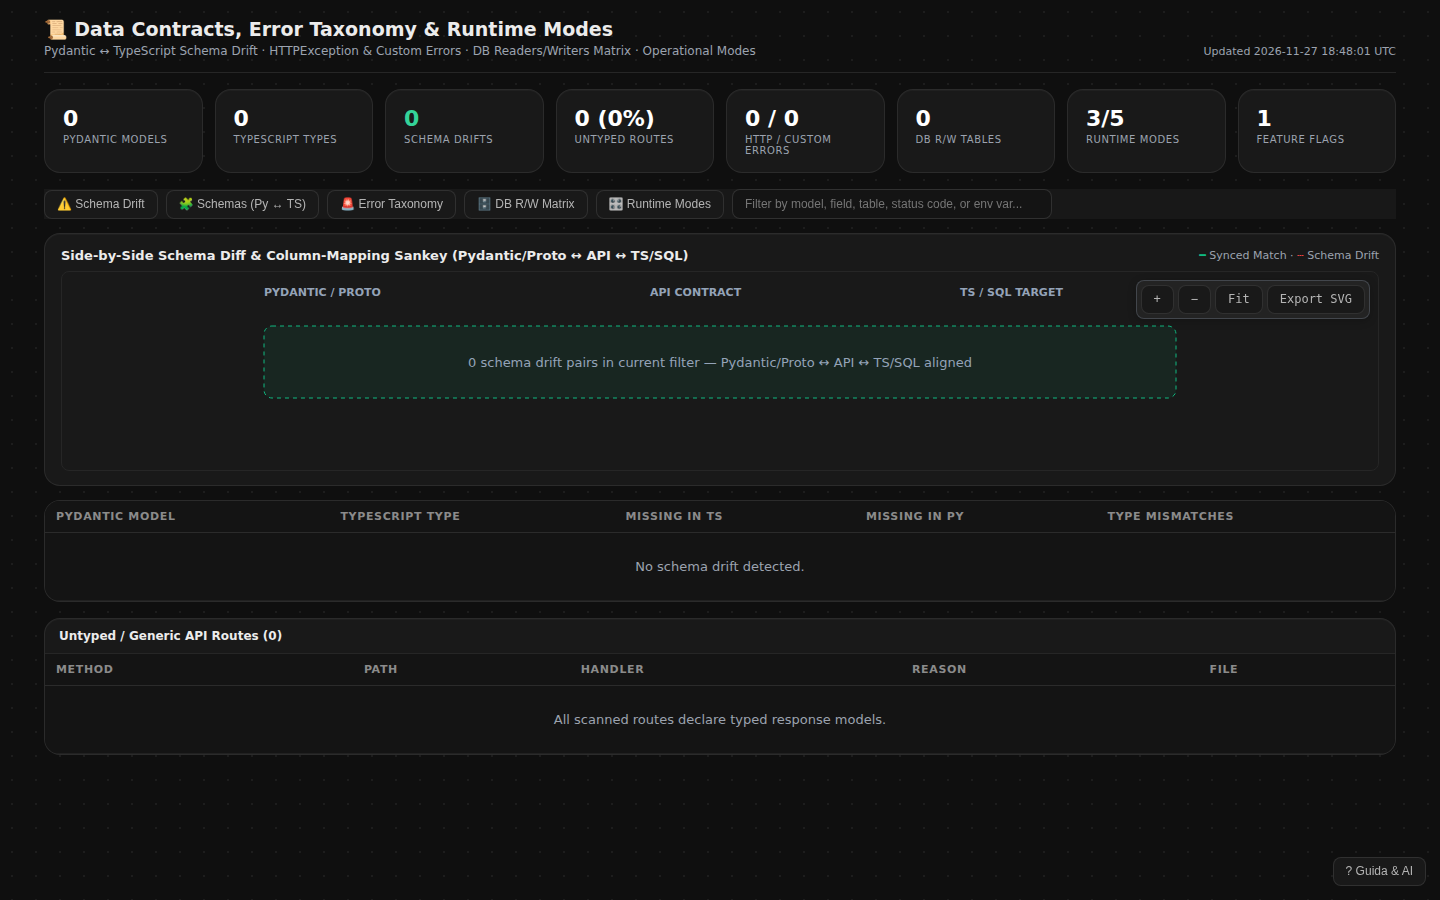 📜 Data Contracts, Error Taxonomy & Runtime Modes
Pydantic ↔ TypeScript Schema Drift · HTTPException & Custom Errors · DB Readers/Writers Matrix · Operational Modes
Updated 2026-11-27 18:48:01 UTC
0
PYDANTIC MODELS
0
TYPESCRIPT TYPES
0
SCHEMA DRIFTS
0 (0%)
UNTYPED ROUTES
0 / 0
HTTP / CUSTOM
ERRORS
0
DB R/W TABLES
3/5
RUNTIME MODES
1
FEATURE FLAGS
⚠️ Schema Drift
🧩 Schemas (Py ↔ TS)
🚨 Error Taxonomy
🗄️ DB R/W Matrix
🎛️ Runtime Modes
Filter by model, field, table, status code, or env var...
Side-by-Side Schema Diff & Column-Mapping Sankey (Pydantic/Proto ↔ API ↔ TS/SQL)
━ Synced Match · ┄ Schema Drift
PYDANTIC / PROTO
API CONTRACT
TS / SQL TARGET
+
−
Fit
Export SVG
0 schema drift pairs in current filter — Pydantic/Proto ↔ API ↔ TS/SQL aligned
PYDANTIC MODEL
TYPESCRIPT TYPE
MISSING IN TS
MISSING IN PY
TYPE MISMATCHES
No schema drift detected.
Untyped / Generic API Routes (0)
METHOD
PATH
HANDLER
REASON
FILE
All scanned routes declare typed response models.
? Guida & AI